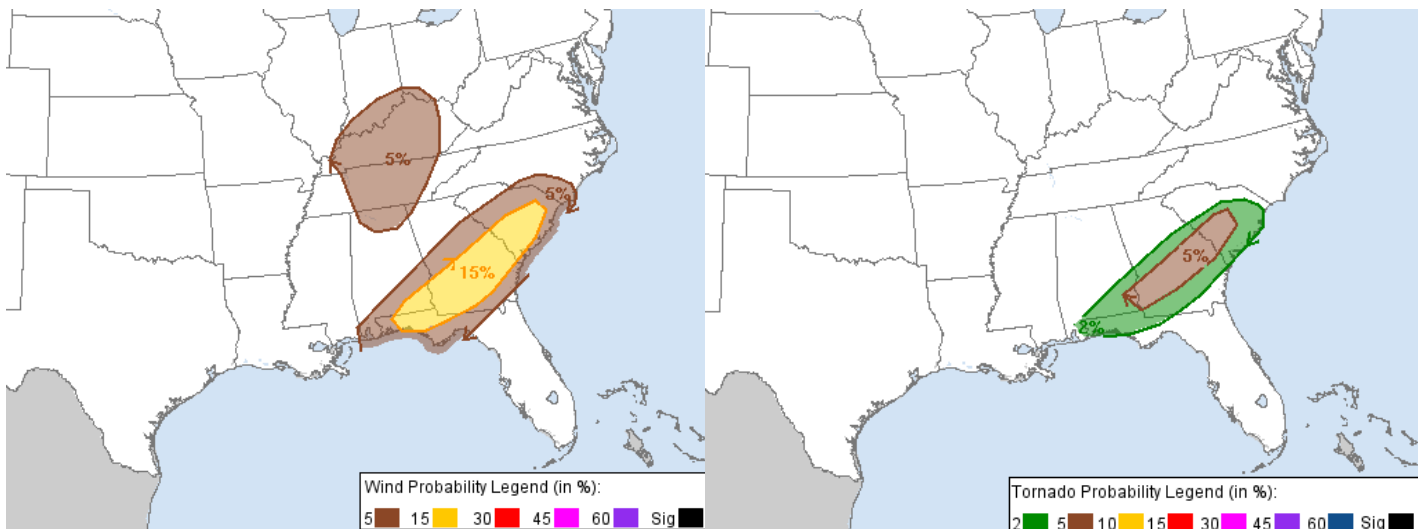 5%
5%
15%
Wind Probability Legend (in %):
5 15 30 45 60 Sig
5%
2%
Tornado Probability Legend (in %):
2 5 10 15 30 45 60 Sig